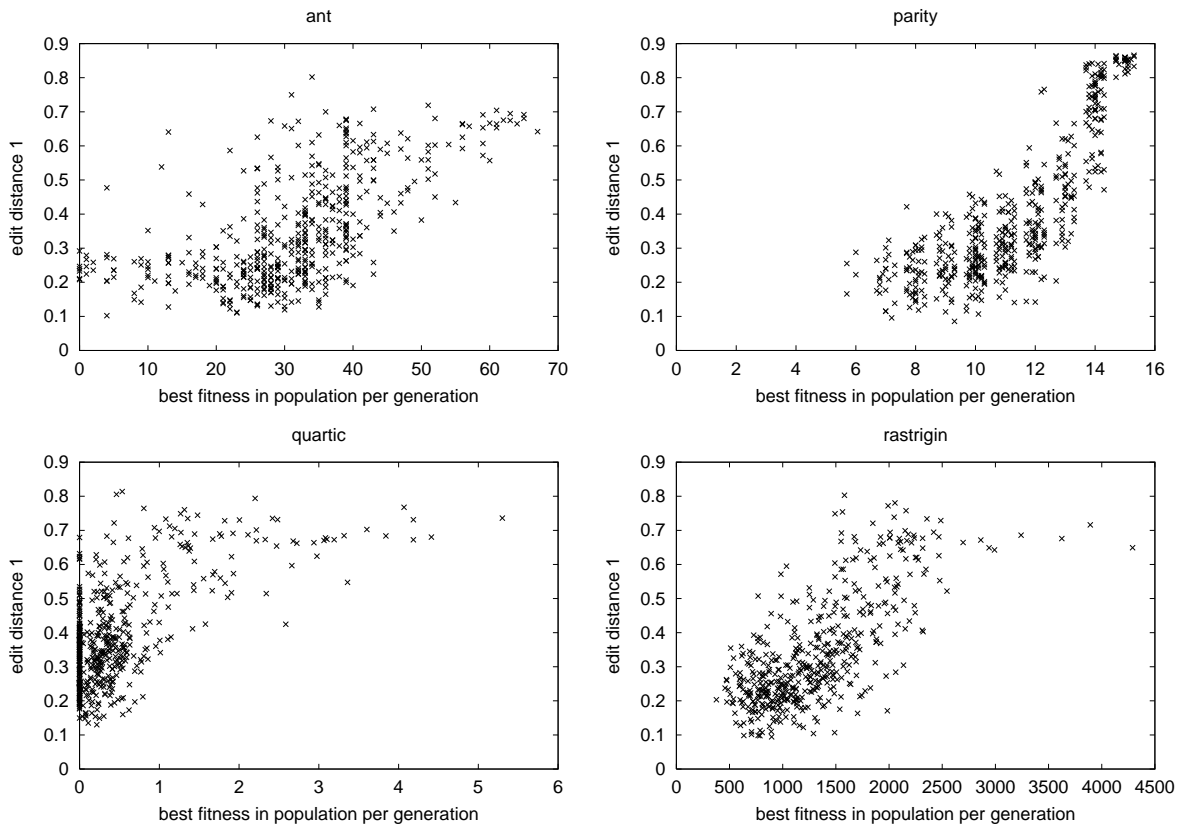 ant
0.9
0.8
0.7
0.6
0.5
0.4
0.3
0.2
0.1
0
edit distance 1
0 10 20 30 40 50 60 70
best fitness in population per generation
parity
0.9
0.8
0.7
0.6
0.5
0.4
0.3
0.2
0.1
0
edit distance 1
0 2 4 6 8 10 12 14 16
best fitness in population per generation
quartic
0.9
0.8
0.7
0.6
0.5
0.4
0.3
0.2
0.1
0
edit distance 1
0 1 2 3 4 5 6
best fitness in population per generation
rastrigin
0.9
0.8
0.7
0.6
0.5
0.4
0.3
0.2
0.1
0
edit distance 1
0 500 1000 1500 2000 2500 3000 3500 4000 4500
best fitness in population per generation